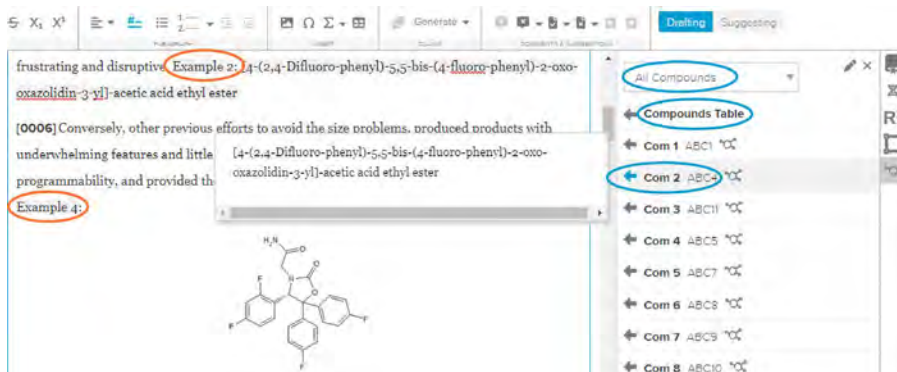 S X₁ X¹
Ω Σ
Generate
Drafting
Suggesting
frustrating and disruptive. Example 2: [4-(2,4-Difluoro-phenyl)-5,5-bis-(4-fluoro-phenyl)-2-oxo-
oxazolidin-3-yl]-acetic acid ethyl ester
[0006] Conversely, other previous efforts to avoid the size problems, produced products with
underwhelming features and little
programmability, and provided th
Example 4:
[4-(2,4-Difluoro-phenyl)-5,5-bis-(4-fluoro-phenyl)-2-oxo-
oxazolidin-3-yl]-acetic acid ethyl ester
H₂N
O
N
O
O
F
F
F
F
All Compounds
Compounds Table
Com 1 ABC1
Com 2 ABC4
Com 3 ABC11
Com 4 ABC5
Com 5 ABC7
Com 6 ABC8
Com 7 ABC9
Com 8 ABC10
R